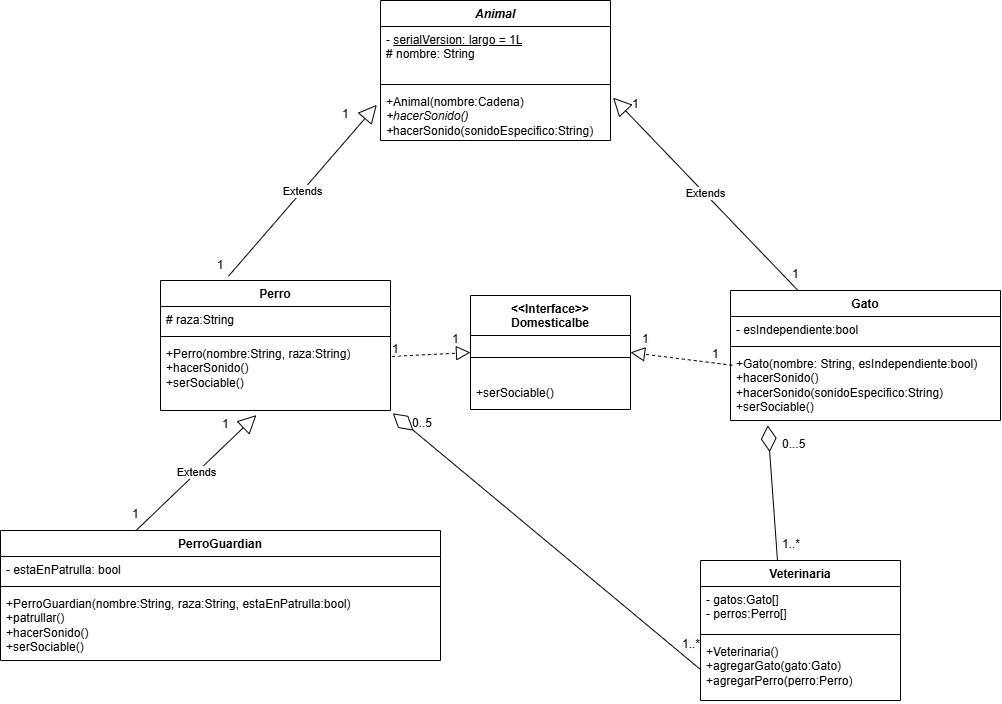 Animal
- serialVersion: largo = 1L
# nombre: String
+Animal(nombre:Cadena)
+hacerSonido()
+hacerSonido(sonidoEspecifico:String)
1
1
Extends
Extends
1
1
Perro
# raza:String
+Perro(nombre:String, raza:String)
+hacerSonido()
+serSociable()
<<Interface>>
Domesticalbe
+serSociable()
1
1
1
1
Gato
- esIndependiente:bool
+Gato(nombre: String, esIndependiente:bool)
+hacerSonido()
+hacerSonido(sonidoEspecifico:String)
+serSociable()
1
0..5
0..5
Extends
1
1..*
PerroGuardian
- estaEnPatrulla: bool
+PerroGuardian(nombre:String, raza:String, estaEnPatrulla:bool)
+patrullar()
+hacerSonido()
+serSociable()
1..*
Veterinaria
- gatos:Gato[]
- perros:Perro[]
+Veterinaria()
+agregarGato(gato:Gato)
+agregarPerro(perro:Perro)